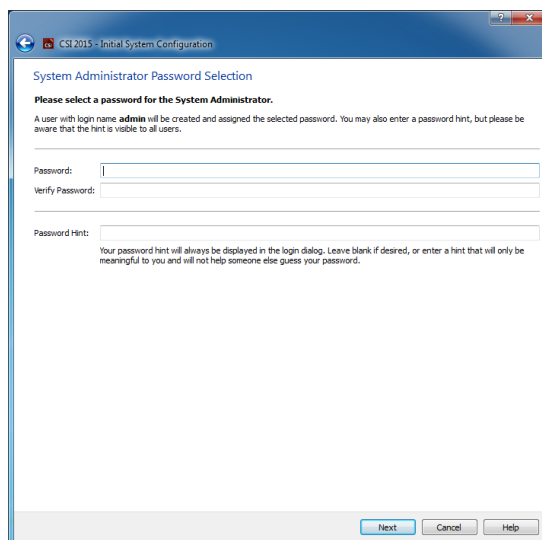 ?
X
CSI CSI 2015 - Initial System Configuration
System Administrator Password Selection
Please select a password for the System Administrator.
A user with login name admin will be created and assigned the selected password. You may also enter a password hint, but please be
aware that the hint is visible to all users.
Password:
Verify Password:
Password Hint:
Your password hint will always be displayed in the login dialog. Leave blank if desired, or enter a hint that will only be
meaningful to you and will not help someone else guess your password.
Next Cancel Help